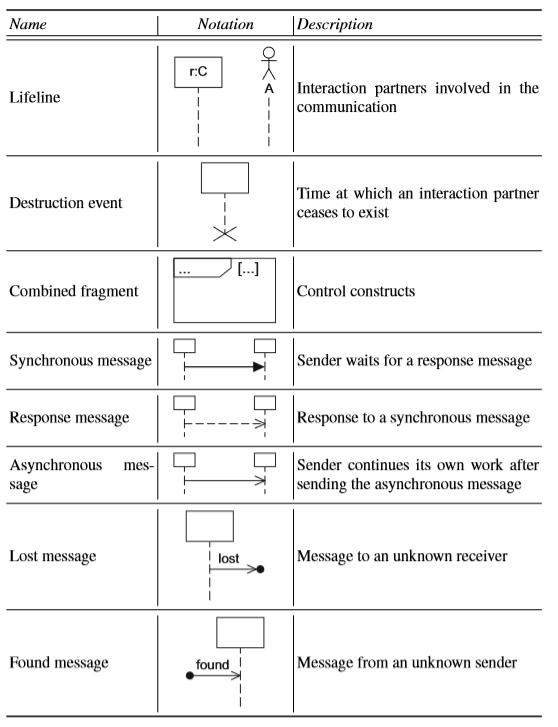 Name Notation Description
r:C
A
Lifeline
Interactions partners involved in the
communication
Destruction event
Time at which an interaction partner
ceases to exist
... [...]
Combined fragment Control constructs
Synchronous message Sender waits for a response message
Response message Response to a synchronous message
Asynchronous mes-
sage
Sender continues its own work after
sending the asynchronous message
lost
Lost message Message to an unknown receiver
found
Found message Message from an unknown sender